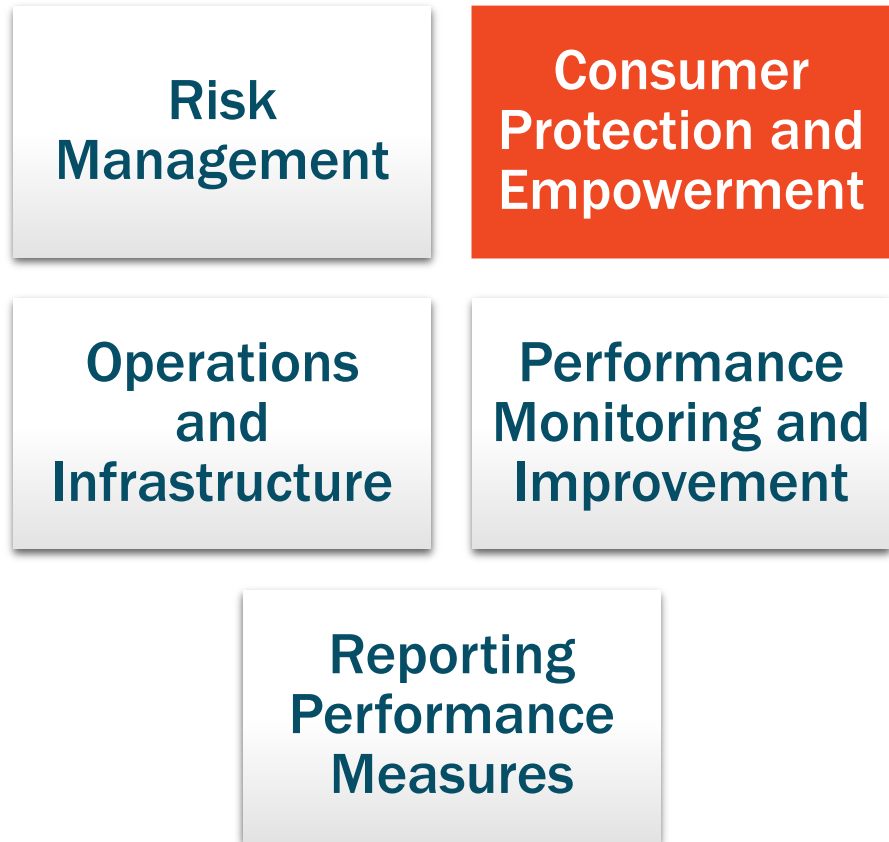 Risk
Management
Consumer
Protection and
Empowerment
Operations
and
Infrastructure
Performance
Monitoring and
Improvement
Reporting
Performance
Measures